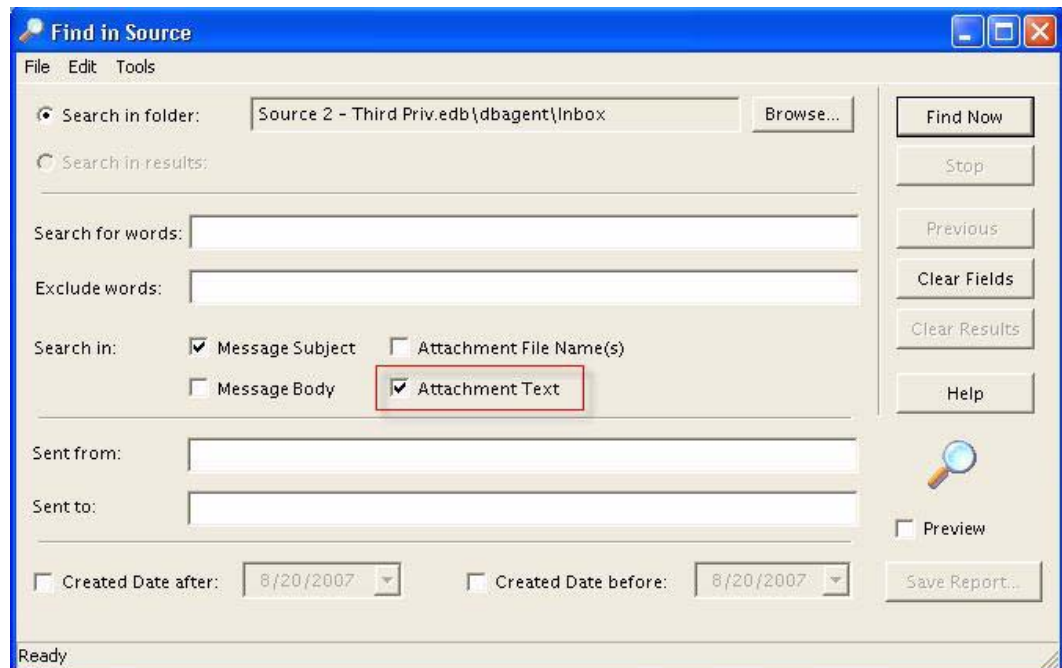 Find in Source
File Edit Tools
Search in folder: Source 2 - Third Priv.edb\dbagent\Inbox Browse... Find Now
Search in results: Stop
Search for words: Previous
Exclude words: Clear Fields
Clear Results
Search in: Message Subject Attachment File Name(s)
Message Body Attachment Text Help
Sent from:
Sent to:
Preview
Created Date after: 8/20/2007 Created Date before: 8/20/2007 Save Report...
Ready